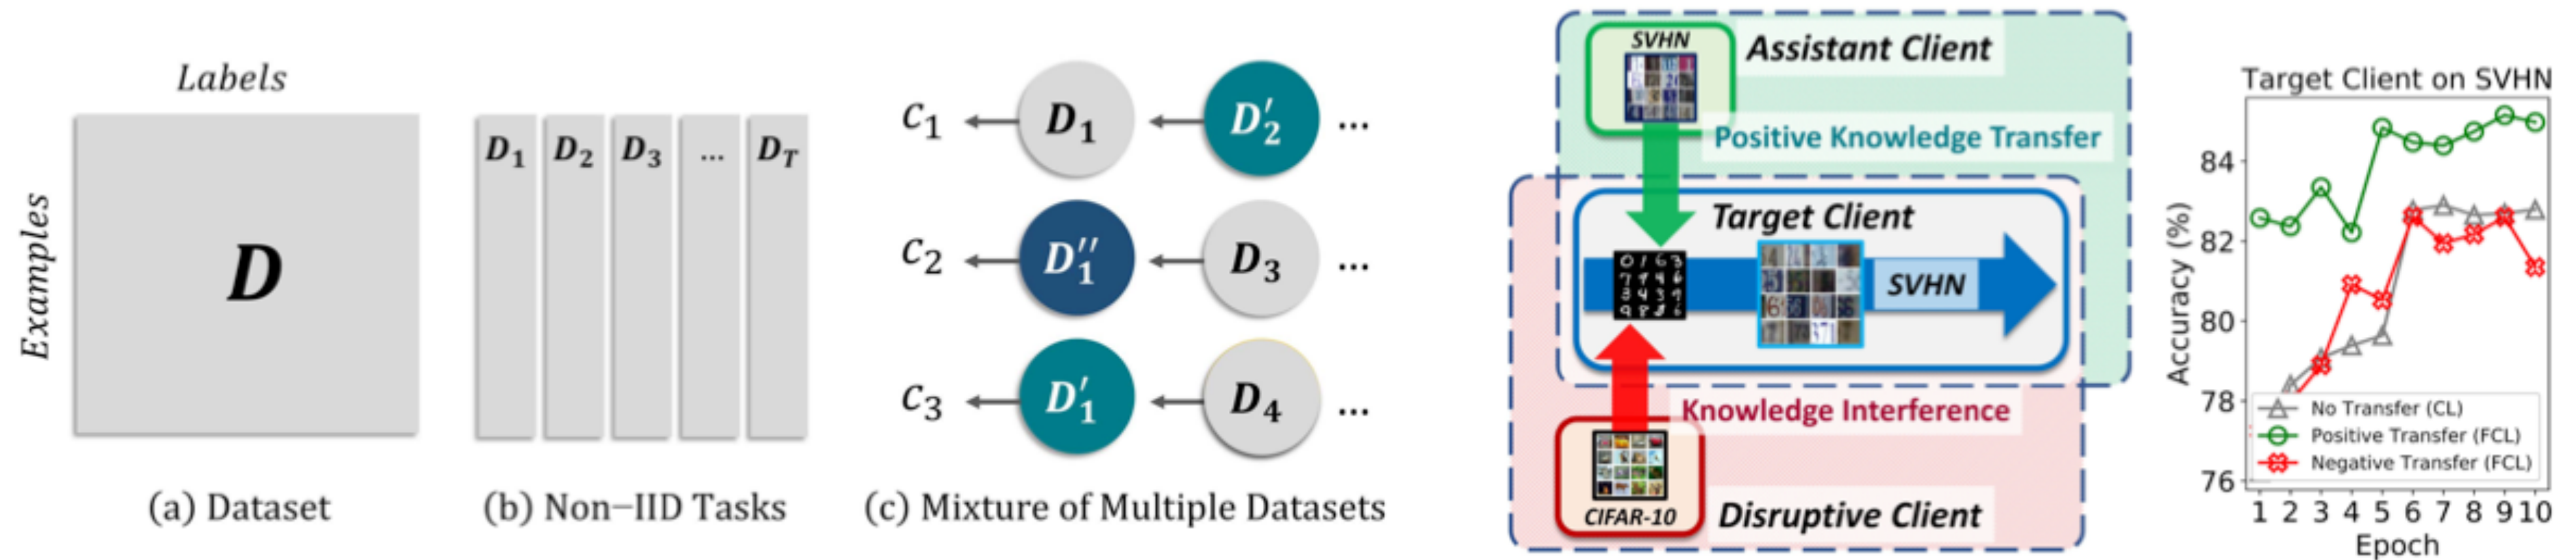 Labels
Examples
D
(a) Dataset
D₁ D₂ D₃ ... D_T
(b) Non−IID Tasks
c₁ D₁ D′₂ ...
c₂ D″₁ D₃ ...
c₃ D′₁ D₄ ...
(c) Mixture of Multiple Datasets
SVHN
Assistant Client
Positive Knowledge Transfer
Target Client
SVHN
Knowledge Interference
CIFAR-10
Disruptive Client
Target Client on SVHN
Accuracy (%)
84
82
80
78
76
No Transfer (CL)
Positive Transfer (FCL)
Negative Transfer (FCL)
1 2 3 4 5 6 7 8 9 10
Epoch